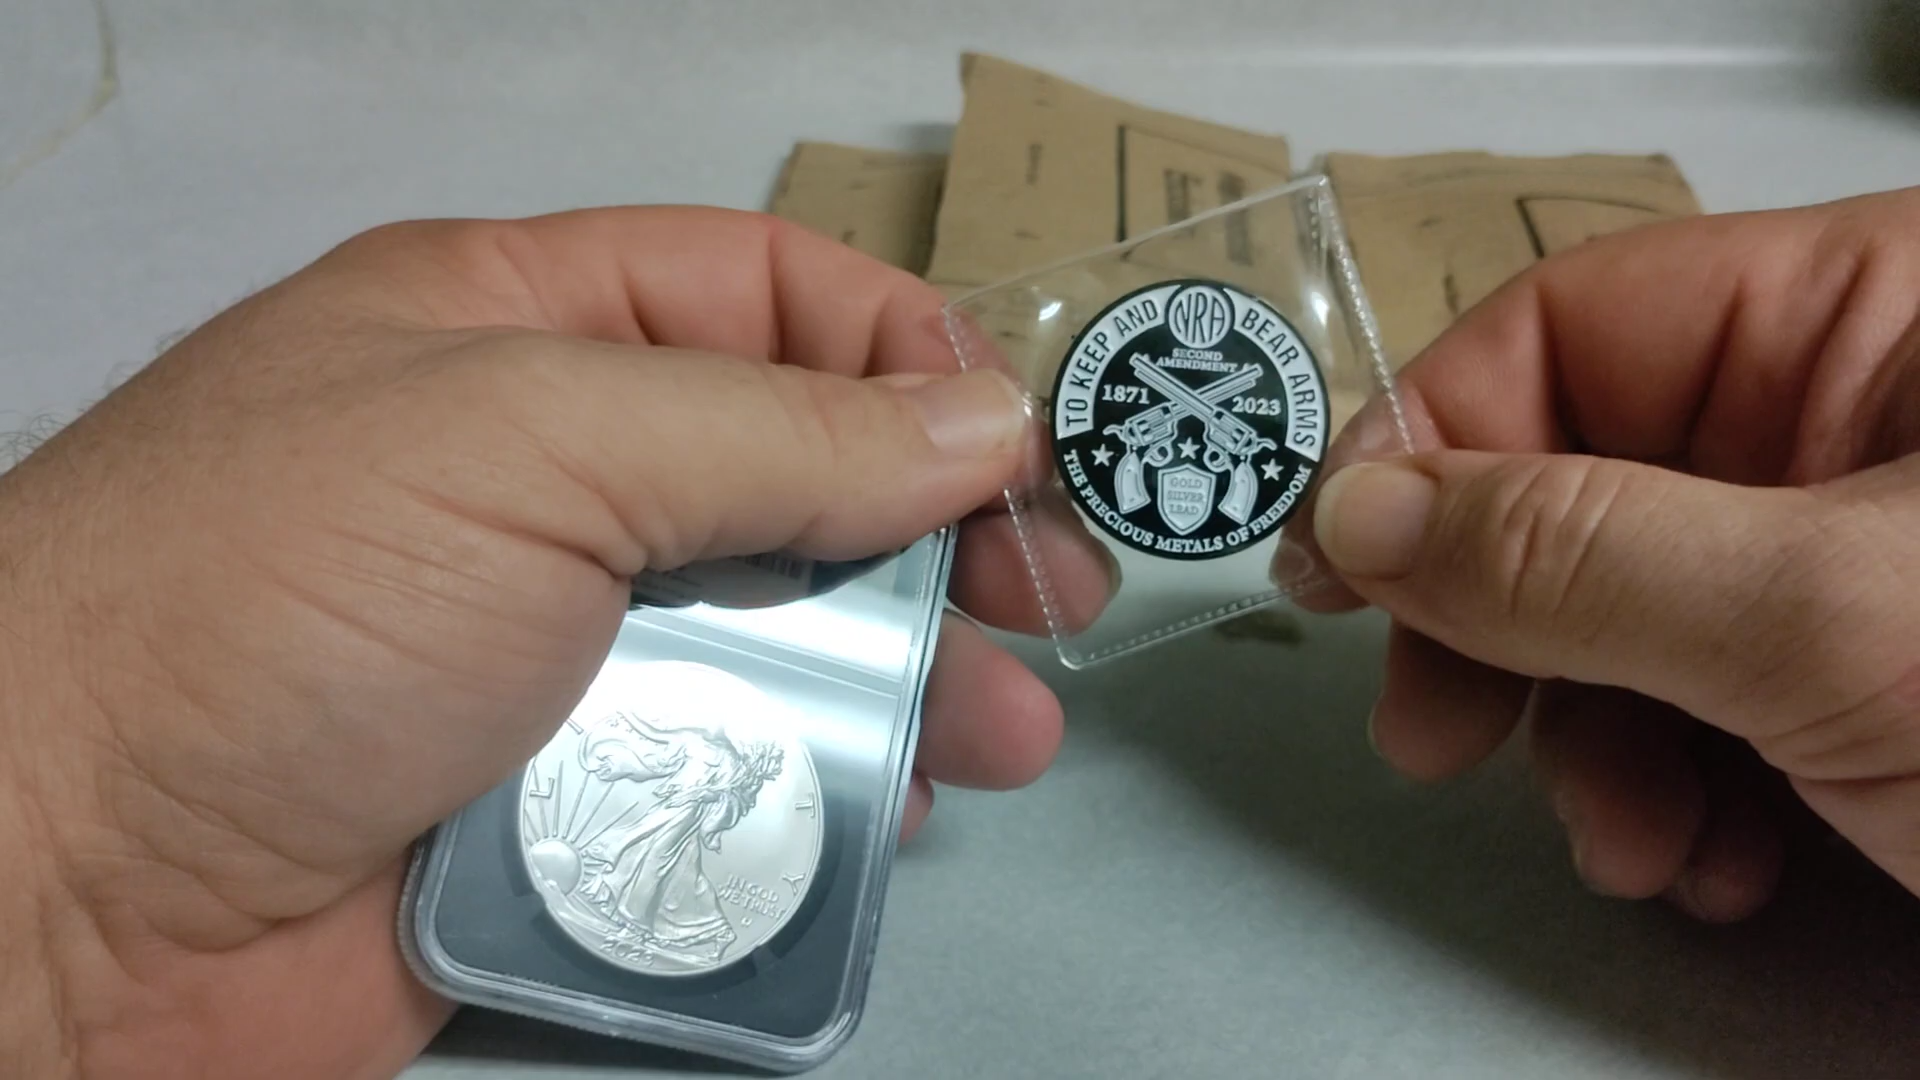 TO KEEP AND
NRA
BEAR ARMS
SECOND
AMENDMENT
1871
2023
GOLD
SILVER
LEAD
THE PRECIOUS METALS OF FREEDOM
L I T Y
IN GOD
WE TRUST
2023